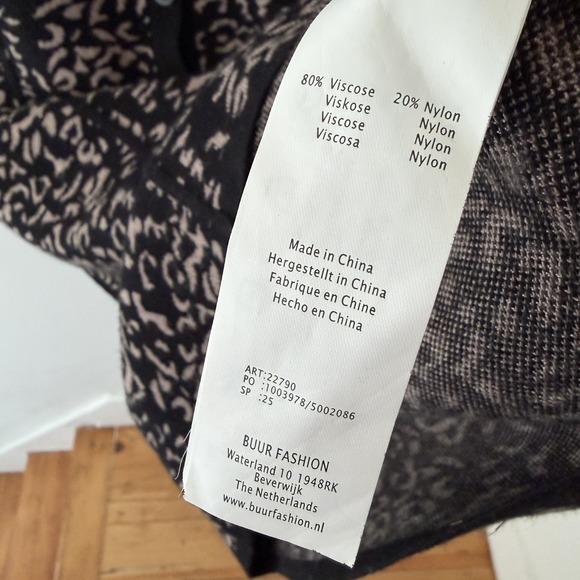 80% Viscose 20% Nylon
Viskose Nylon
Viscose Nylon
Viscosa Nylon
Made in China
Hergestellt in China
Fabrique en Chine
Hecho en China
ART:22790
PO :1003978/5002086
SP :25
BUUR FASHION
Waterland 10 1948RK
Beverwijk
The Netherlands
www.buurfashion.nl